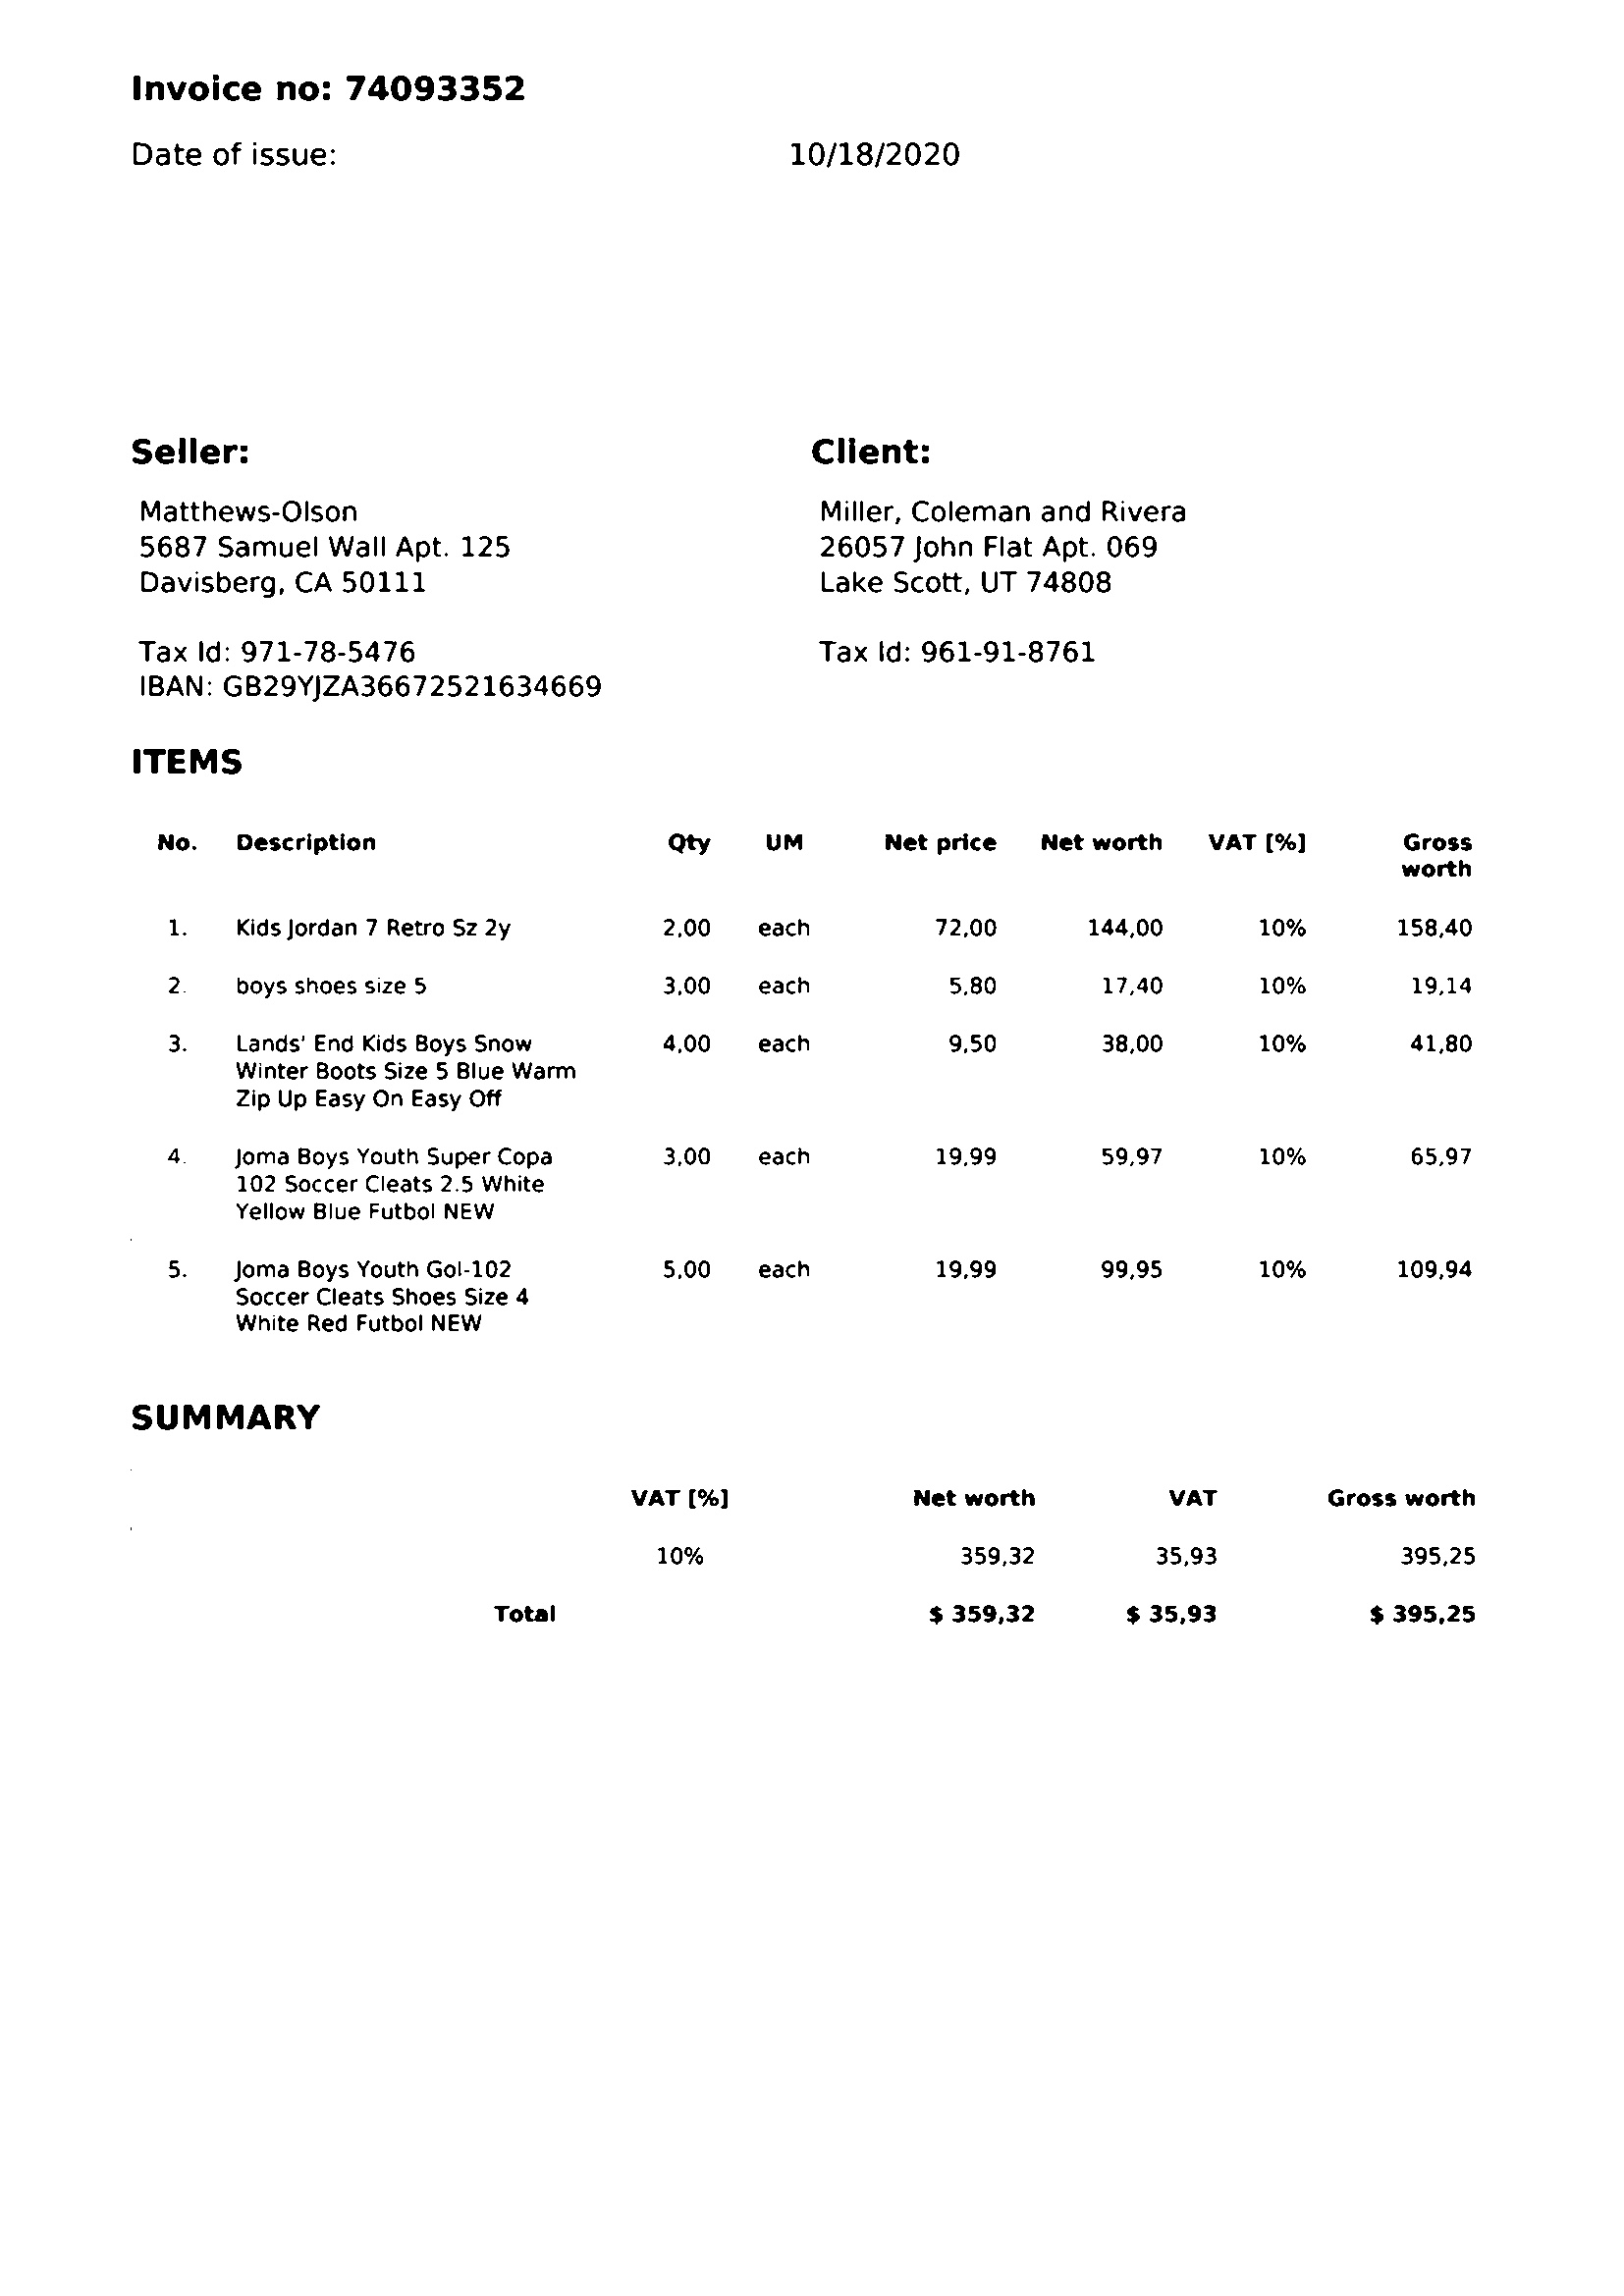 Invoice no: 74093352
Date of issue: 10/18/2020
Seller:
Matthews-Olson
5687 Samuel Wall Apt. 125
Davisberg, CA 50111
Tax Id: 971-78-5476
IBAN: GB29YJZA36672521634669
Client:
Miller, Coleman and Rivera
26057 John Flat Apt. 069
Lake Scott, UT 74808
Tax Id: 961-91-8761
ITEMS
No. Description Qty UM Net price Net worth VAT [%] Gross
worth
1. Kids Jordan 7 Retro Sz 2y 2,00 each 72,00 144,00 10% 158,40
2. boys shoes size 5 3,00 each 5,80 17,40 10% 19,14
3. Lands' End Kids Boys Snow 4,00 each 9,50 38,00 10% 41,80
Winter Boots Size 5 Blue Warm
Zip Up Easy On Easy Off
4. Joma Boys Youth Super Copa 3,00 each 19,99 59,97 10% 65,97
102 Soccer Cleats 2.5 White
Yellow Blue Futbol NEW
5. Joma Boys Youth Gol-102 5,00 each 19,99 99,95 10% 109,94
Soccer Cleats Shoes Size 4
White Red Futbol NEW
SUMMARY
VAT [%] Net worth VAT Gross worth
10% 359,32 35,93 395,25
Total $ 359,32 $ 35,93 $ 395,25